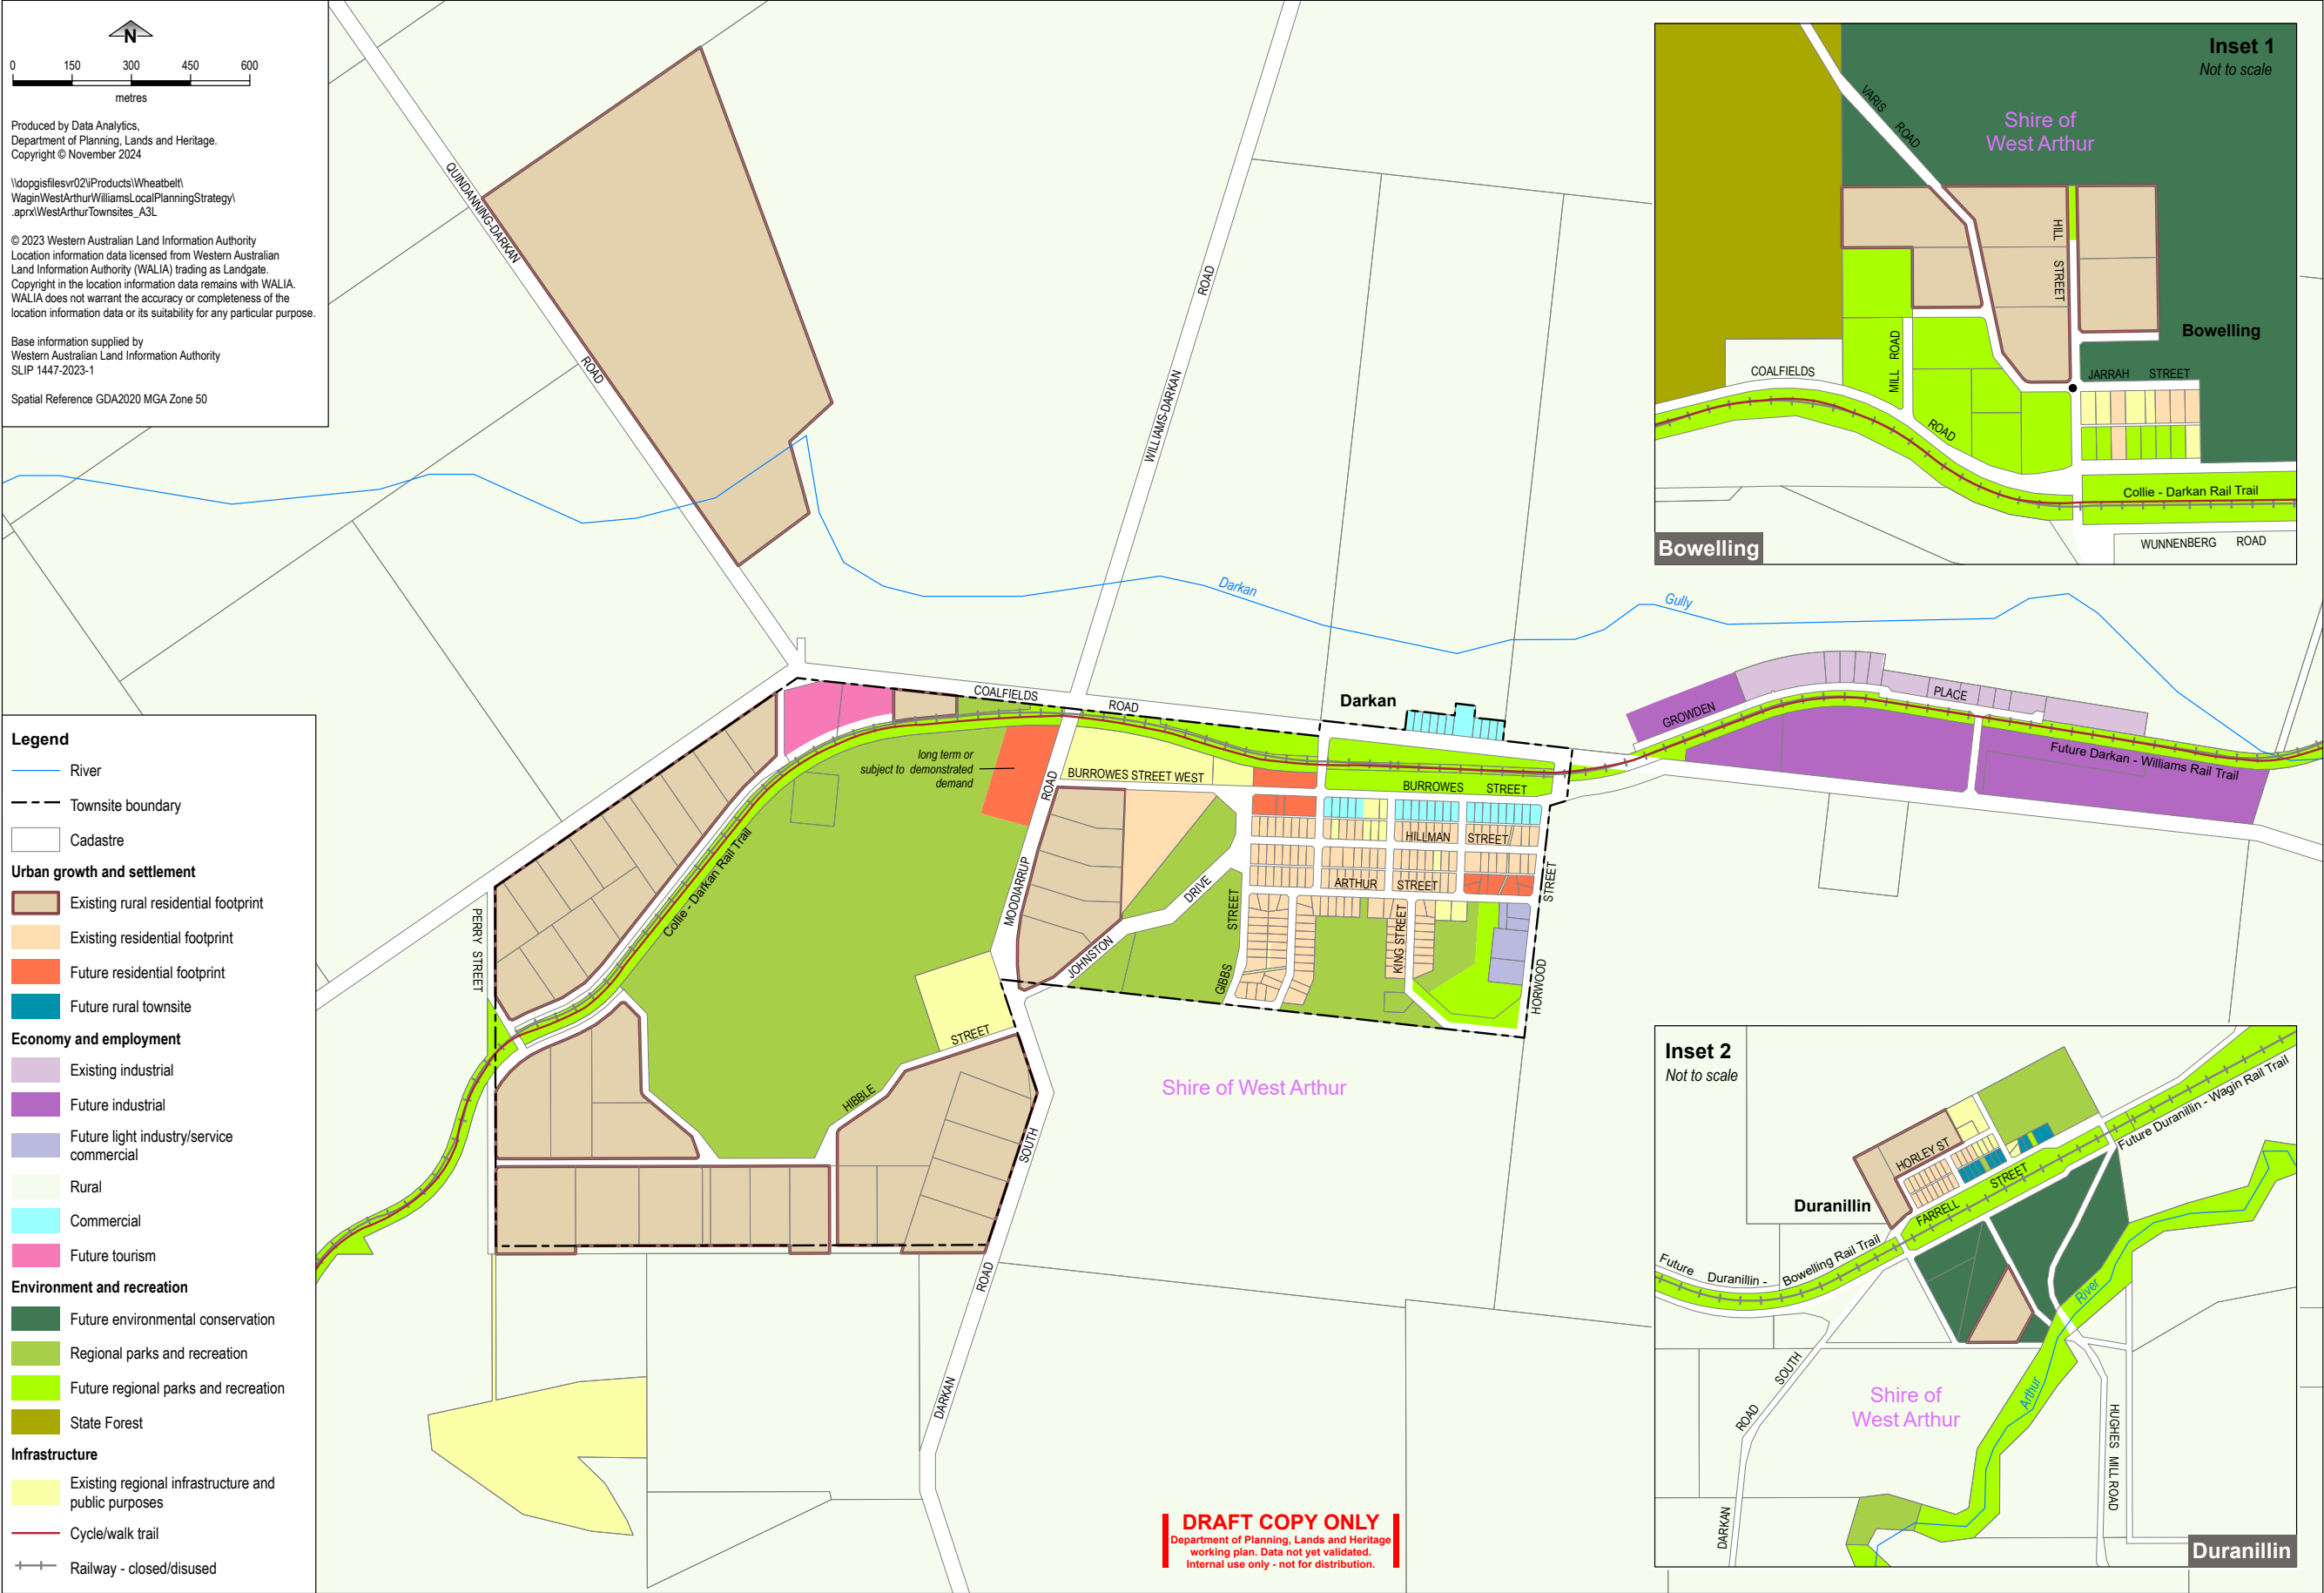 N
0 150 300 450 600
metres
Produced by Data Analytics,
Department of Planning, Lands and Heritage.
Copyright © November 2024
\\dopgisfilesvr02\iProducts\Wheatbelt\
WaginWestArthurWilliamsLocalPlanningStrategy\
.aprx\WestArthurTownsites_A3L
© 2023 Western Australian Land Information Authority
Location information data licensed from Western Australian
Land Information Authority (WALIA) trading as Landgate.
Copyright in the location information data remains with WALIA.
WALIA does not warrant the accuracy or completeness of the
location information data or its suitability for any particular purpose.
Base information supplied by
Western Australian Land Information Authority
SLIP 1447-2023-1
Spatial Reference GDA2020 MGA Zone 50
Legend
River
Townsite boundary
Cadastre
Urban growth and settlement
Existing rural residential footprint
Existing residential footprint
Future residential footprint
Future rural townsite
Economy and employment
Existing industrial
Future industrial
Future light industry/service
commercial
Rural
Commercial
Future tourism
Environment and recreation
Future environmental conservation
Regional parks and recreation
Future regional parks and recreation
State Forest
Infrastructure
Existing regional infrastructure and
public purposes
Cycle/walk trail
Railway - closed/disused
QUINDANNING-DARKAN ROAD
WILLIAMS-DARKAN ROAD
Darkan Gully
COALFIELDS ROAD
Darkan
GROWDEN PLACE
Future Darkan - Williams Rail Trail
long term or
subject to demonstrated
demand
BURROWES STREET WEST
BURROWES STREET
HILLMAN STREET
ARTHUR STREET
MOODIARRUP ROAD
JOHNSTON DRIVE
GIBBS STREET
KING STREET
HORWOOD STREET
PERRY STREET
Collie - Darkan Rail Trail
HIBBLE STREET
DARKAN ROAD SOUTH
Shire of West Arthur
DRAFT COPY ONLY
Department of Planning, Lands and Heritage
working plan. Data not yet validated.
Internal use only - not for distribution.
Inset 1
Not to scale
VARIS ROAD
Shire of
West Arthur
HILL STREET
Bowelling
MILL ROAD
COALFIELDS ROAD
JARRAH STREET
Collie - Darkan Rail Trail
WUNNENBERG ROAD
Bowelling
Inset 2
Not to scale
Future Duranillin - Wagin Rail Trail
HORLEY ST
FARRELL STREET
Duranillin
Future Duranillin - Bowelling Rail Trail
Arthur River
DARKAN ROAD SOUTH
Shire of
West Arthur
HUGHES MILL ROAD
Duranillin